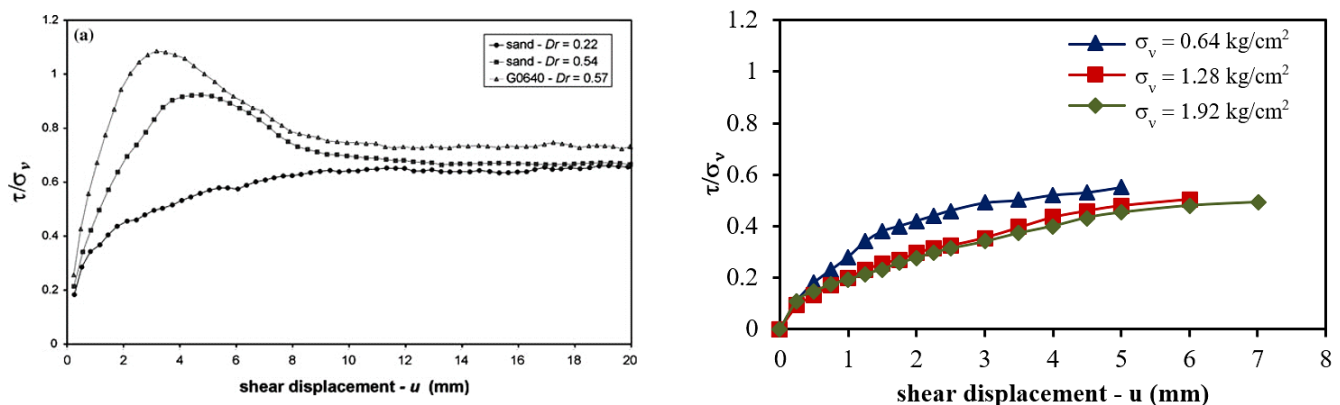 (a)
sand - Dr = 0.22
sand - Dr = 0.54
G0640 - Dr = 0.57
1.2
1
0.8
0.6
0.4
0.2
0
τ/σν
0 2 4 6 8 10 12 14 16 18 20
shear displacement - u (mm)
σv = 0.64 kg/cm²
σv = 1.28 kg/cm²
σv = 1.92 kg/cm²
1.2
1
0.8
0.6
0.4
0.2
0
τ/σv
0 1 2 3 4 5 6 7 8
shear displacement - u (mm)